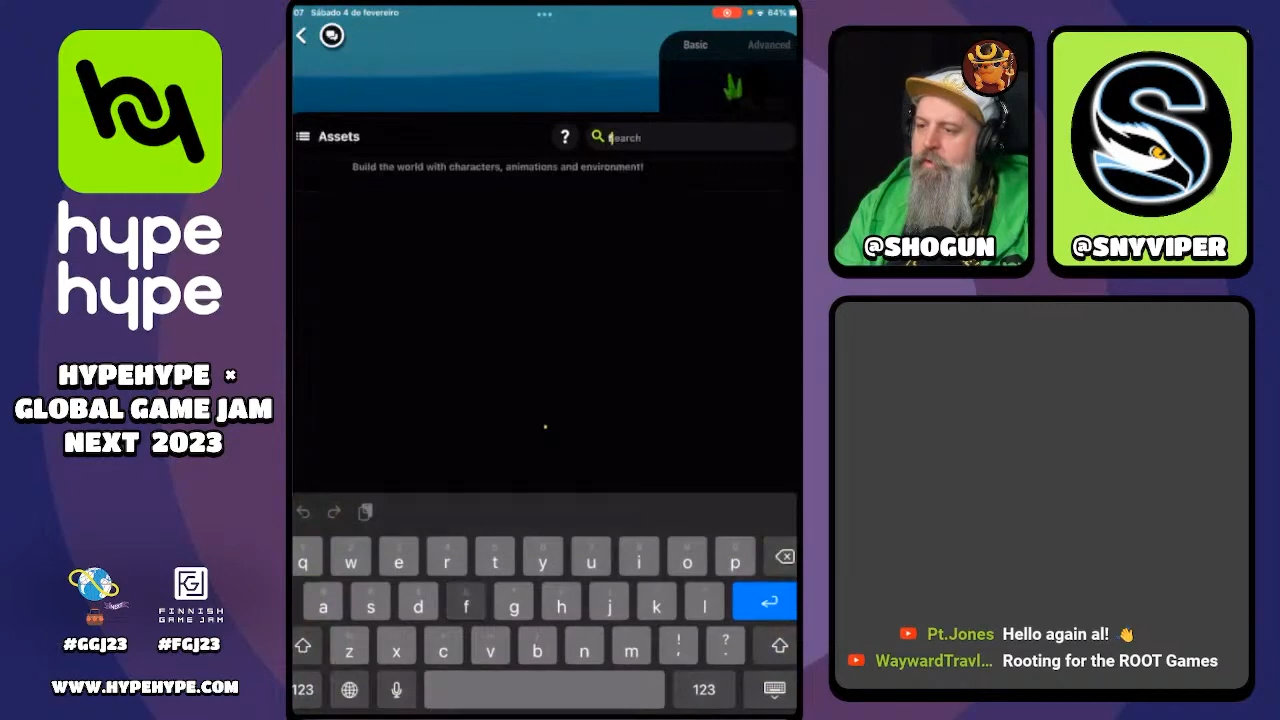 hype
hype
HYPEHYPE ×
GLOBAL GAME JAM
NEXT 2023
#GGJ23
FINNISH
GAME JAM
#FGJ23
WWW.HYPEHYPE.COM
07 Sábado 4 de fevereiro
84%
Basic Advanced
Assets
?
Build the world with characters, animations and environment!
q w e r t y u i o p
a s d f g h j k l
z x c v b n m ! ?
123 123
@SHOGUN
@SNYVIPER
Pt.Jones Hello again al! 👋
WaywardTravl... Rooting for the ROOT Games